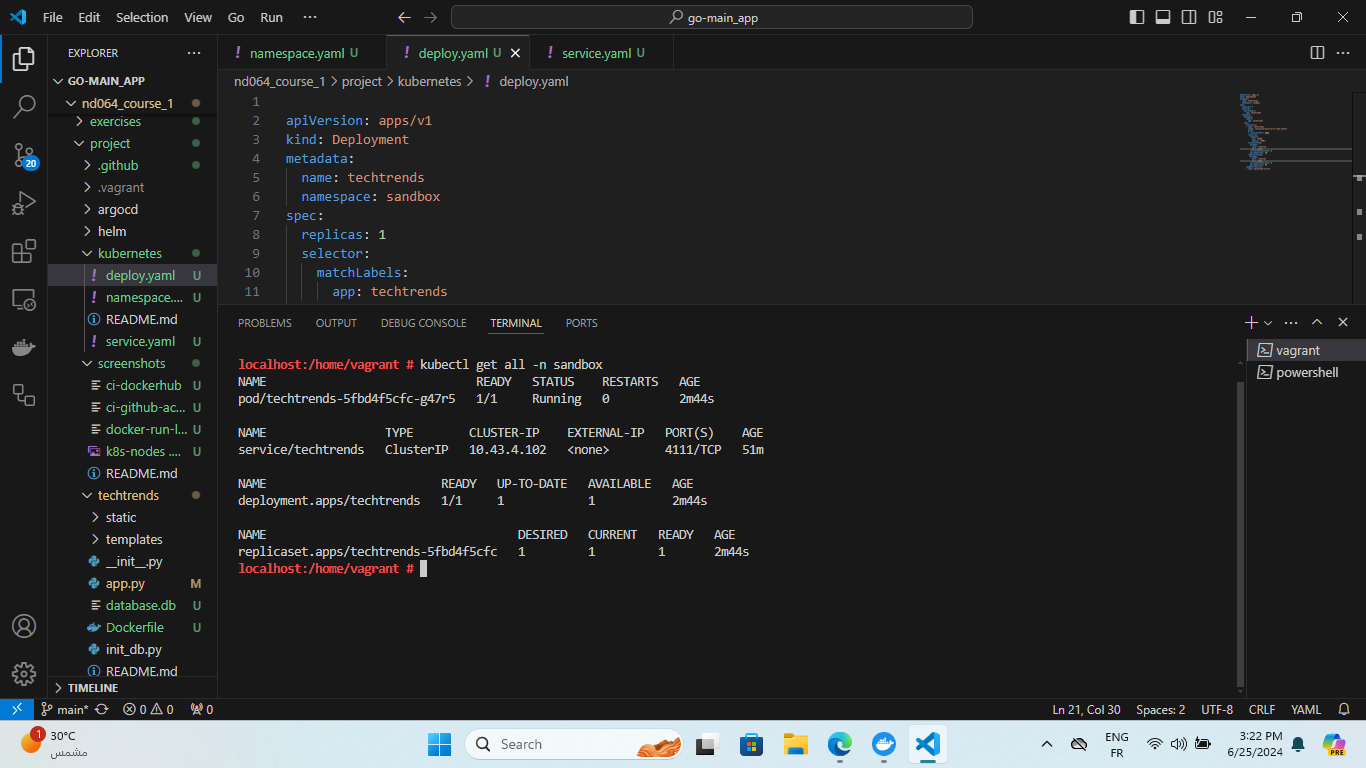 File Edit Selection View Go Run ··· go-main_app
EXPLORER ···
GO-MAIN_APP
nd064_course_1
exercises
project
.github
.vagrant
argocd
helm
kubernetes
deploy.yaml U
namespace.... U
README.md
service.yaml U
screenshots
ci-dockerhub U
ci-github-ac... U
docker-run-l... U
k8s-nodes .... U
README.md
techtrends
static
templates
__init__.py
app.py M
database.db U
Dockerfile U
init_db.py
README.md
TIMELINE
20
namespace.yaml U deploy.yaml U service.yaml U
nd064_course_1 > project > kubernetes > ! deploy.yaml
1
2 apiVersion: apps/v1
3 kind: Deployment
4 metadata:
5 name: techtrends
6 namespace: sandbox
7 spec:
8 replicas: 1
9 selector:
10 matchLabels:
11 app: techtrends
PROBLEMS OUTPUT DEBUG CONSOLE TERMINAL PORTS
vagrant
powershell
localhost:/home/vagrant # kubectl get all -n sandbox
NAME READY STATUS RESTARTS AGE
pod/techtrends-5fbd4f5cfc-g47r5 1/1 Running 0 2m44s
NAME TYPE CLUSTER-IP EXTERNAL-IP PORT(S) AGE
service/techtrends ClusterIP 10.43.4.102 <none> 4111/TCP 51m
NAME READY UP-TO-DATE AVAILABLE AGE
deployment.apps/techtrends 1/1 1 1 2m44s
NAME DESIRED CURRENT READY AGE
replicaset.apps/techtrends-5fbd4f5cfc 1 1 1 2m44s
localhost:/home/vagrant #
main* 0 0 0 Ln 21, Col 30 Spaces: 2 UTF-8 CRLF YAML
1
30°C
مشمس
Search
ENG
FR
3:22 PM
6/25/2024
PRE